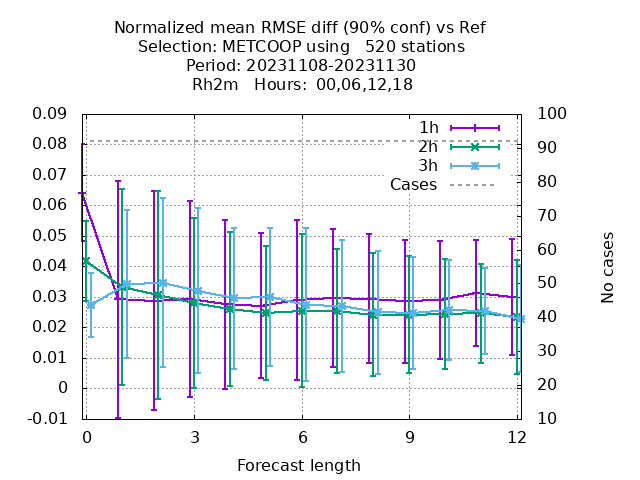 Normalized mean RMSE diff (90% conf) vs Ref
Selection: METCOOP using   520 stations
Period: 20231108-20231130
Rh2m   Hours:  00,06,12,18
0.09
0.08
0.07
0.06
0.05
0.04
0.03
0.02
0.01
0
-0.01
1h
2h
3h
Cases
100
90
80
70
60
50
40
30
20
10
No cases
0
3
6
9
12
Forecast length